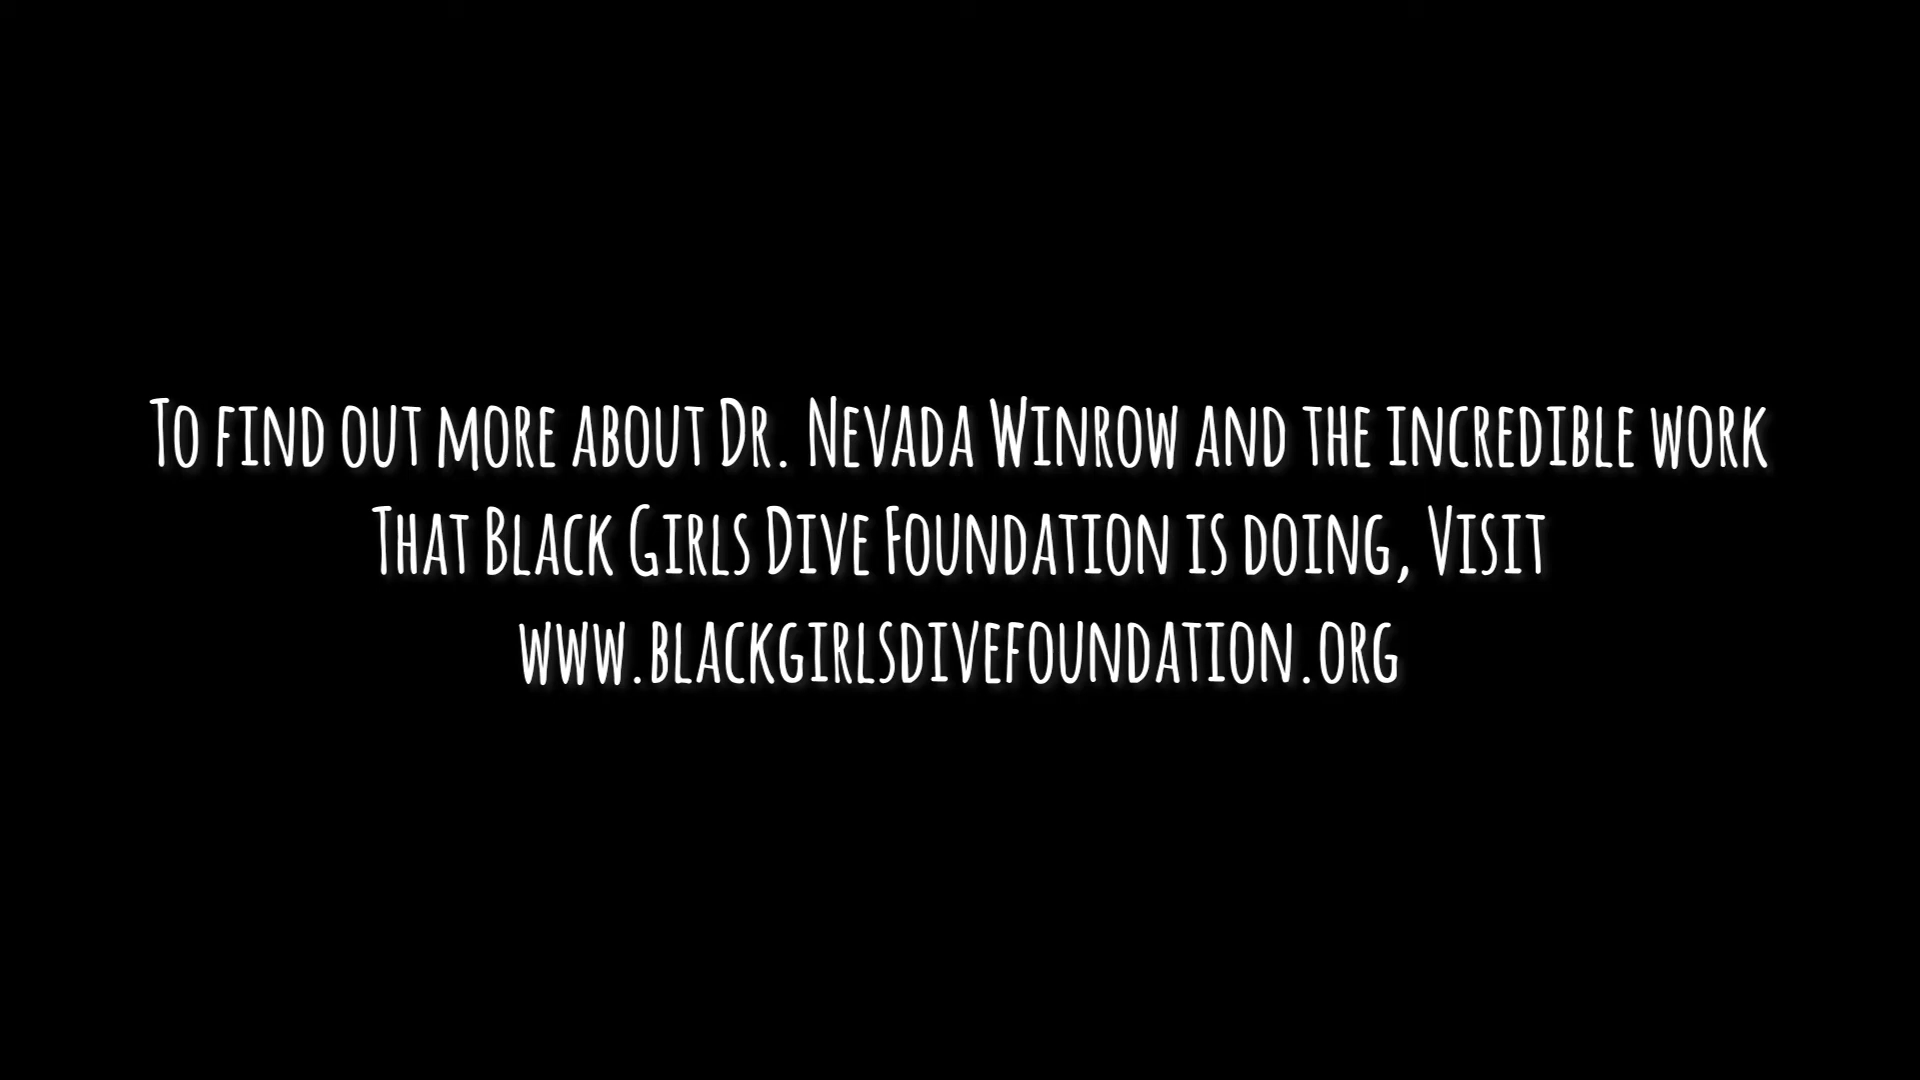 To find out more about Dr. Nevada Winrow and the incredible work
That Black Girls Dive Foundation is doing, Visit
www.blackgirlsdivefoundation.org